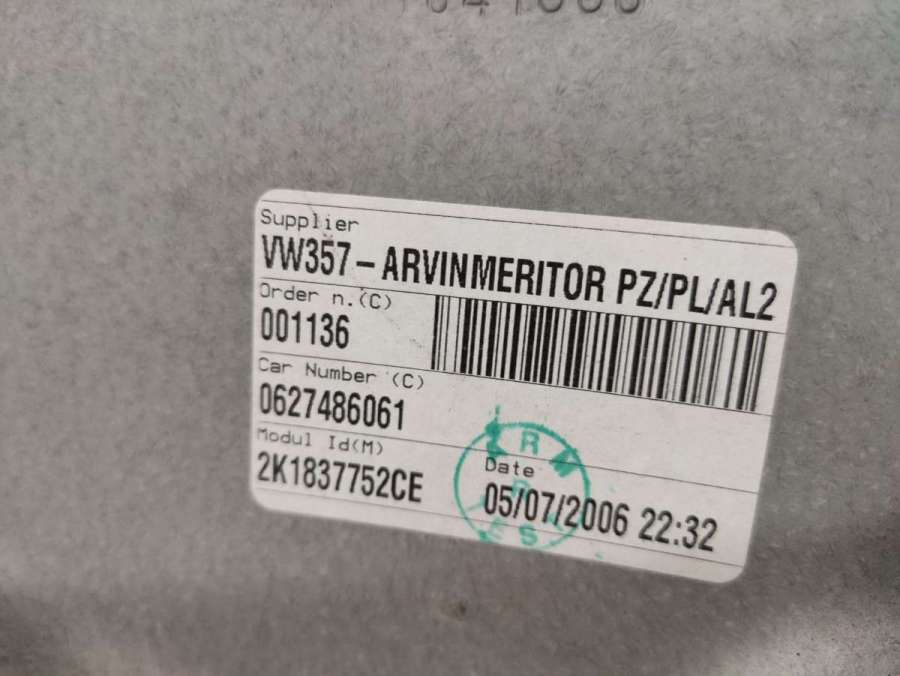 Supplier
VW357-ARVINMERITOR PZ/PL/AL2
Order n.(C)
001136
Car Number (C)
0627486061
Modul Id(M)
2K1837752CE
Date
05/07/2006 22:32